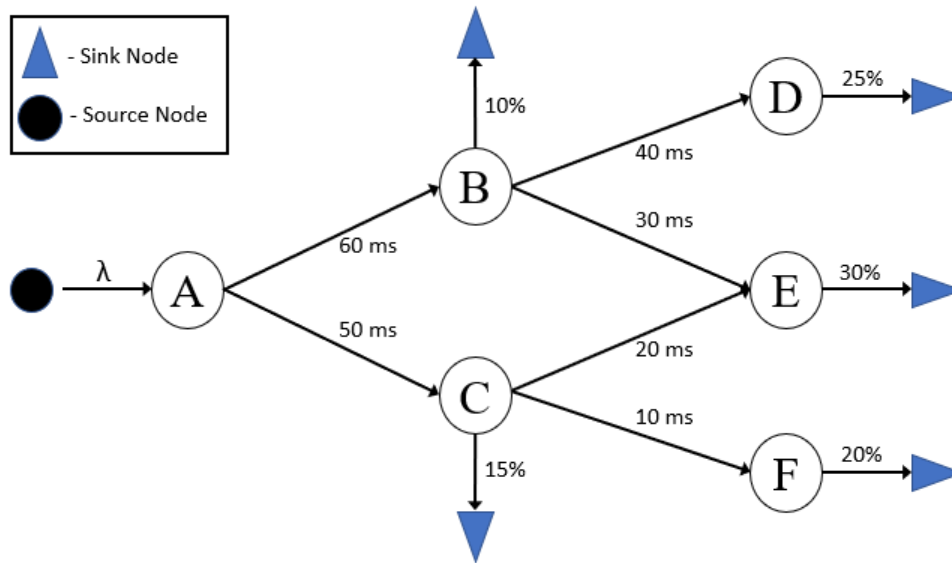 - Sink Node
- Source Node
10%
D
25%
B
40 ms
60 ms
30 ms
λ
A
E
30%
50 ms
20 ms
C
10 ms
15%
F
20%